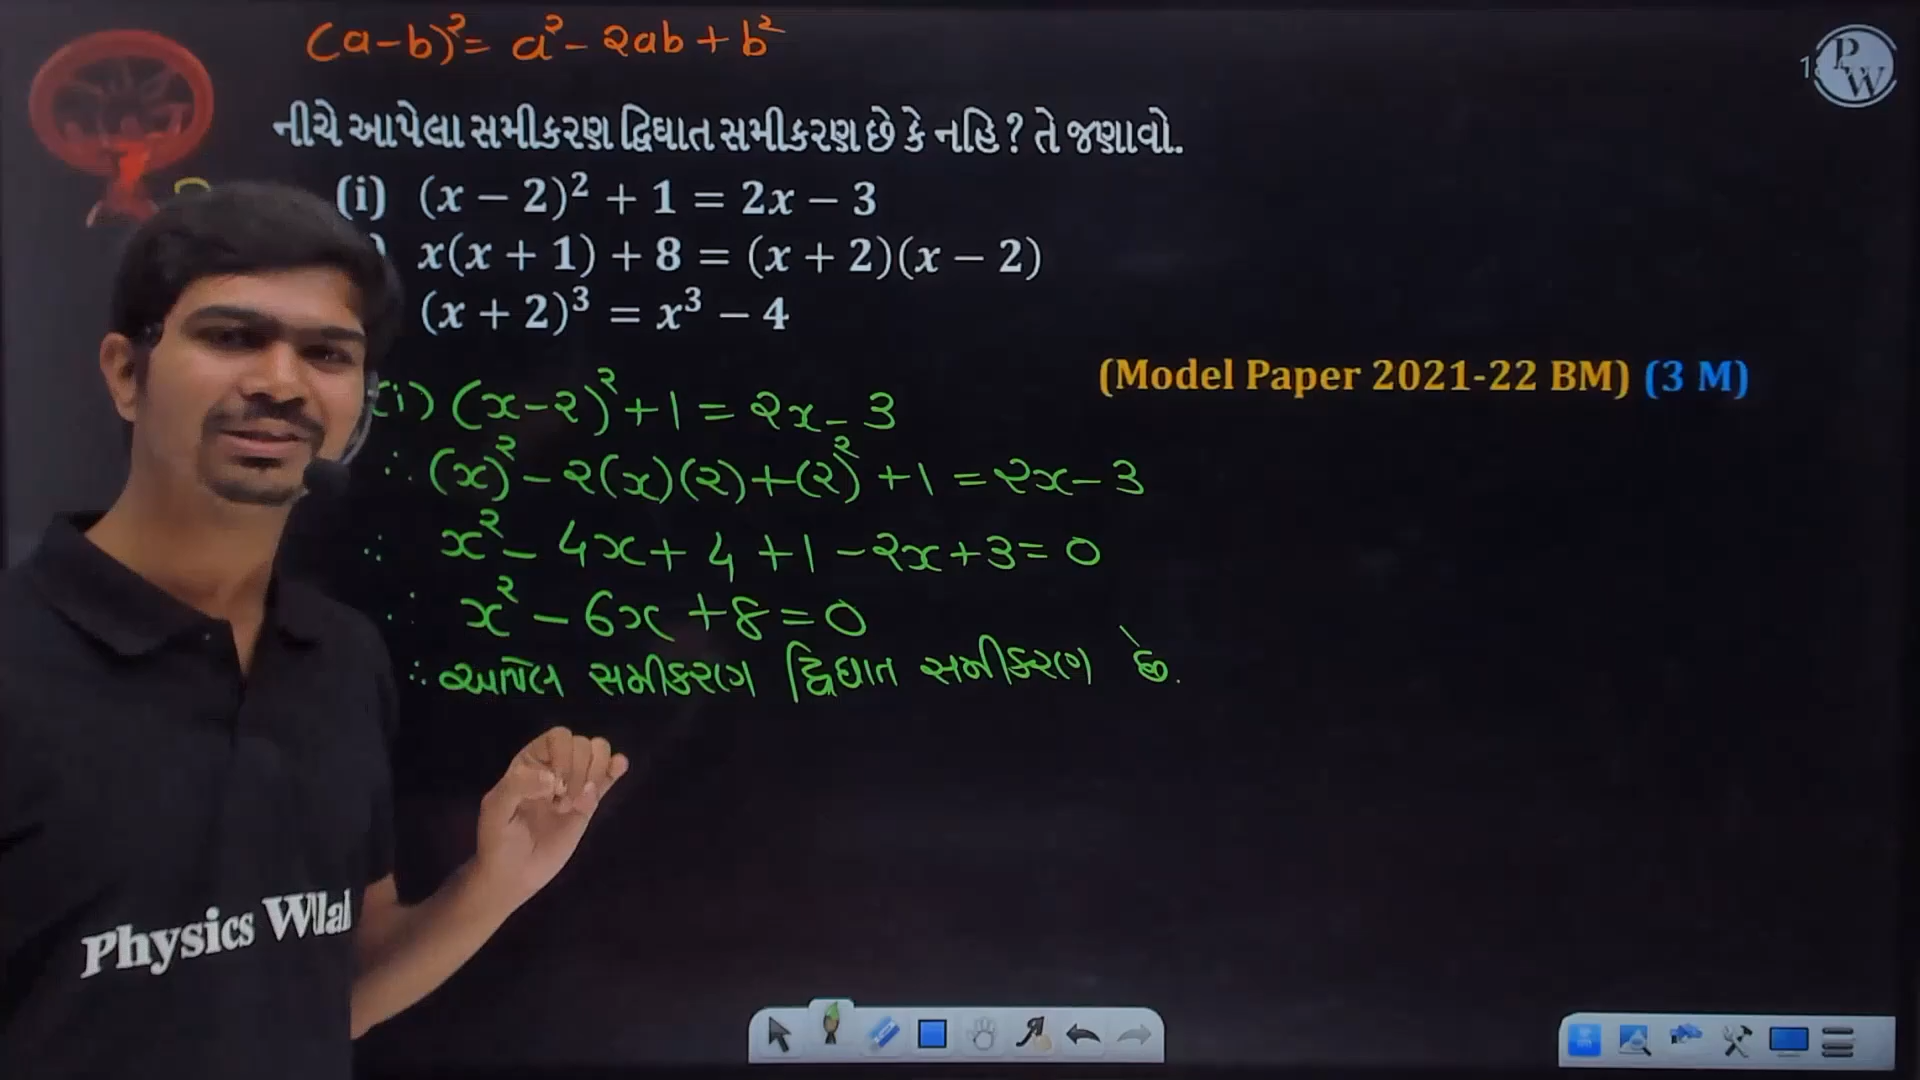 (a-b)² = a² - 2ab + b²
PW
નીચે આપેલા સમીકરણ દ્વિઘાત સમીકરણ છે કે નહિ? તે જણાવો.
(i) (x − 2)² + 1 = 2x − 3
) x(x + 1) + 8 = (x + 2)(x − 2)
(x + 2)³ = x³ − 4
(Model Paper 2021-22 BM) (3 M)
(i) (x-2)² + 1 = 2x - 3
∴ (x)² - 2(x)(2) + (2)² + 1 = 2x - 3
∴ x² - 4x + 4 + 1 - 2x + 3 = 0
∴ x² - 6x + 8 = 0
∴ આપેલ સમીકરણ દ્વિઘાત સમીકરણ છે.
Physics Wlal